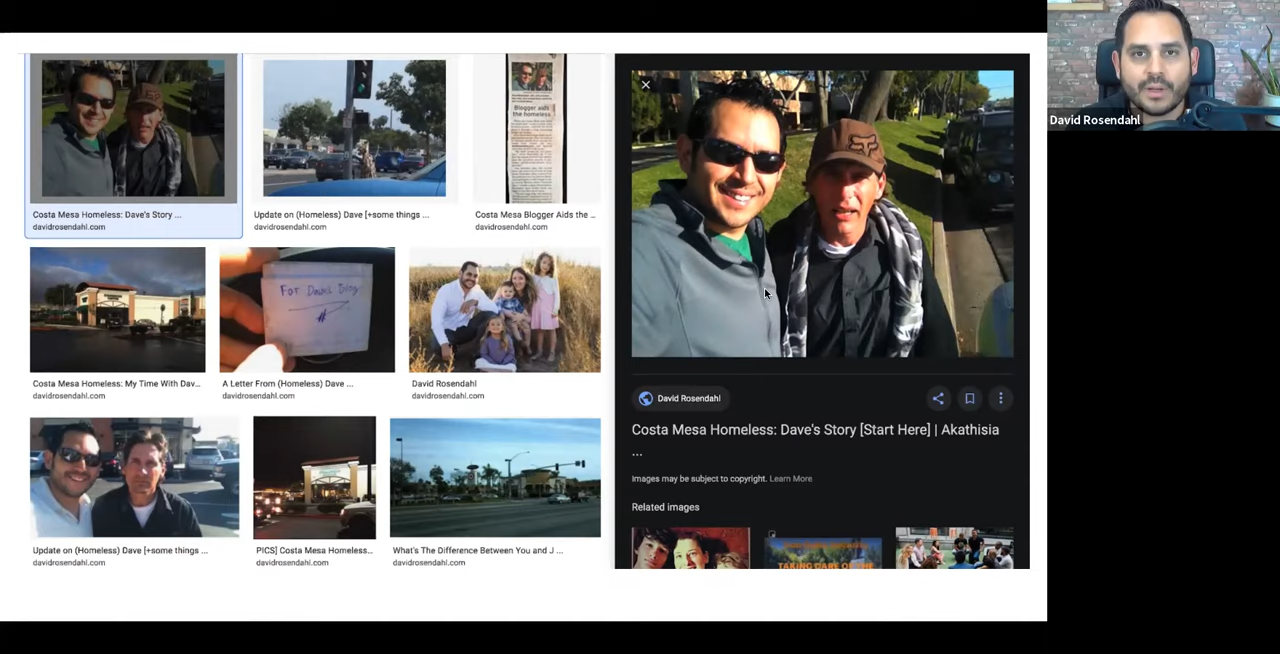 David Rosendahl
Blogger aids
the homeless
Costa Mesa Homeless: Dave's Story ...
davidrosendahl.com
Update on (Homeless) Dave [+some things ...
davidrosendahl.com
Costa Mesa Blogger Aids the ...
davidrosendahl.com
For Dave's Blog
Costa Mesa Homeless: My Time With Dav...
davidrosendahl.com
A Letter From (Homeless) Dave ...
davidrosendahl.com
David Rosendahl
davidrosendahl.com
Update on (Homeless) Dave [+some things ...
davidrosendahl.com
PICS] Costa Mesa Homeless...
davidrosendahl.com
What's The Difference Between You and J ...
davidrosendahl.com
David Rosendahl
Costa Mesa Homeless: Dave's Story [Start Here] | Akathisia
...
Images may be subject to copyright. Learn More
Related images
TAKING CARE OF THE